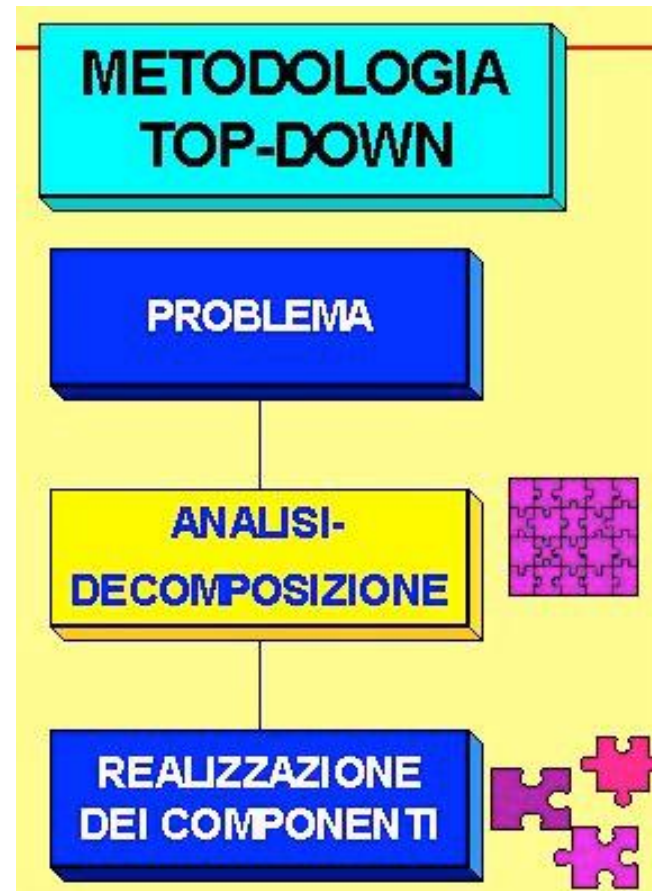 METODOLOGIA
TOP-DOWN
PROBLEMA
ANALISI-
DECOMPOSIZIONE
REALIZZAZIONE
DEI COMPONENTI